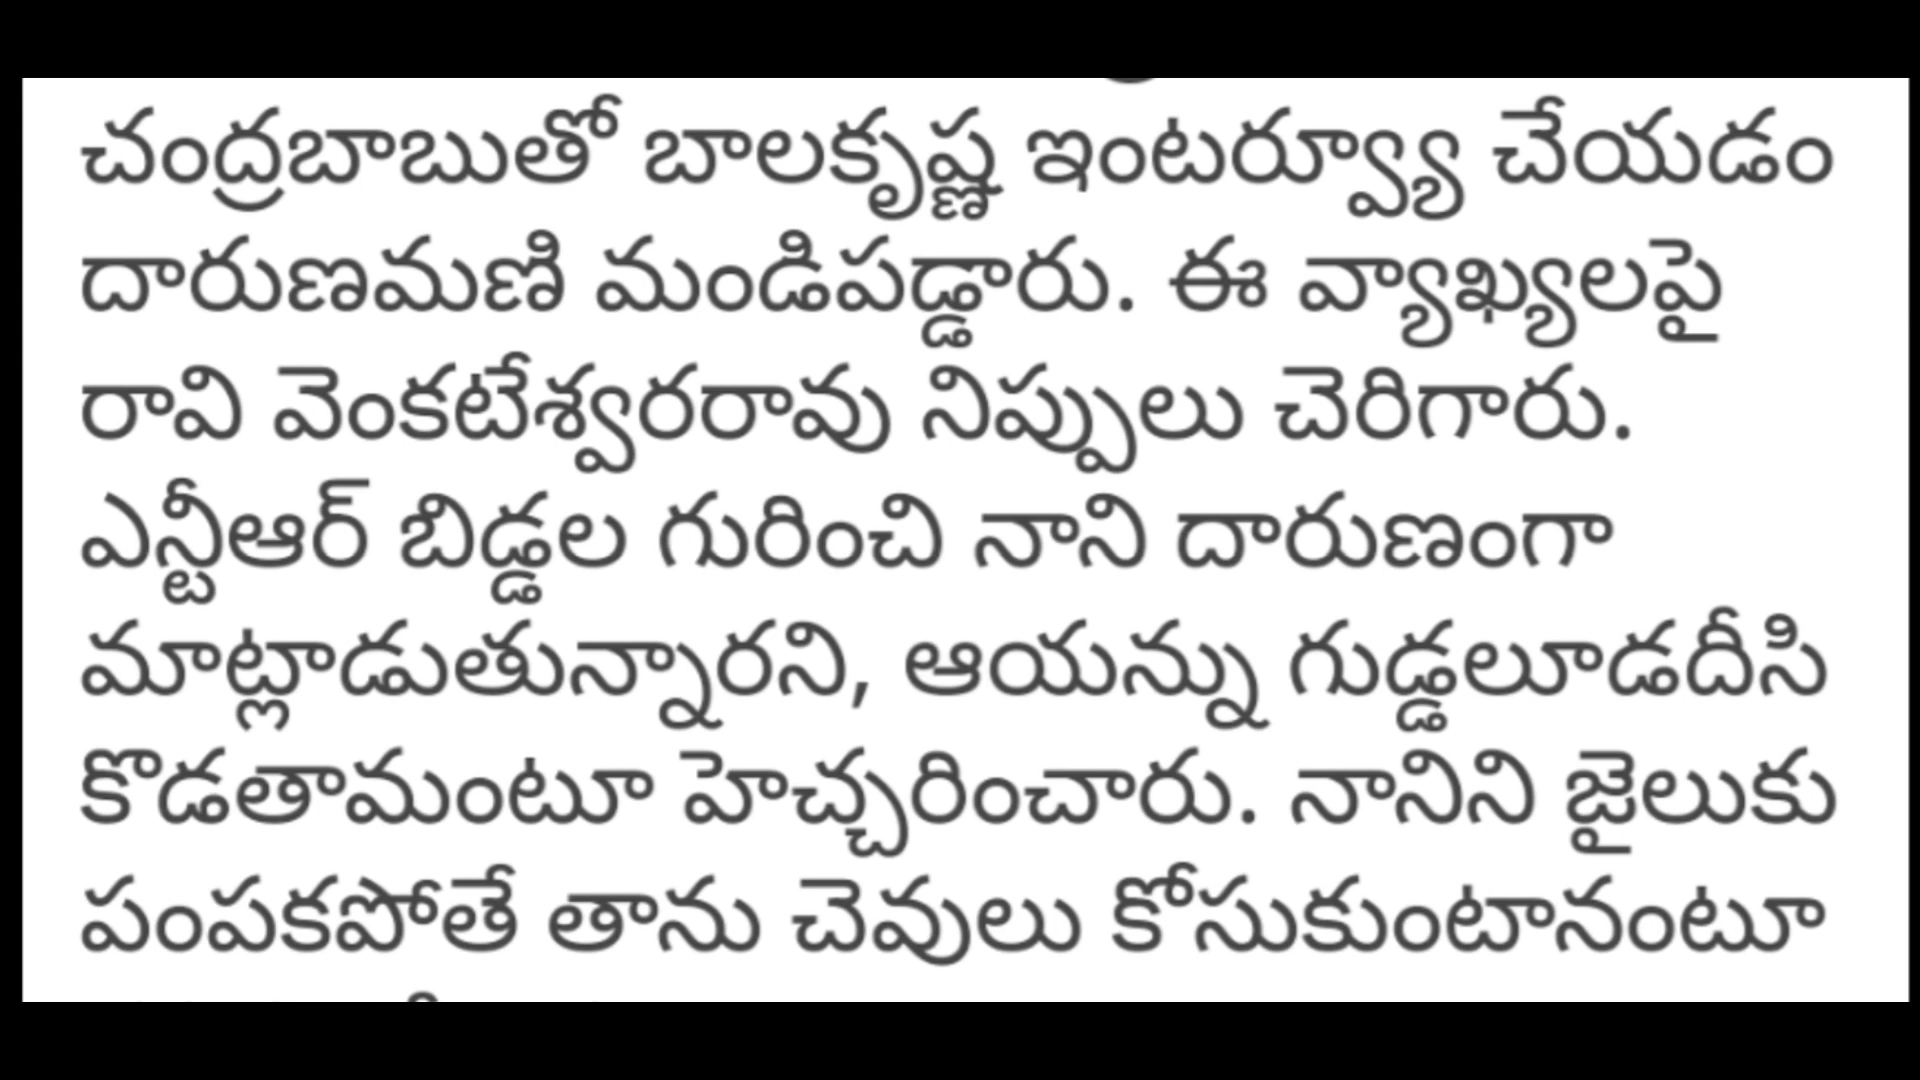 చంద్రబాబుతో బాలకృష్ణ ఇంటర్వ్యూ చేయడం
దారుణమణి మండిపడ్డారు. ఈ వ్యాఖ్యలపై
రావి వెంకటేశ్వరరావు నిప్పులు చెరిగారు.
ఎన్టీఆర్ బిడ్డల గురించి నాని దారుణంగా
మాట్లాడుతున్నారని, ఆయన్ను గుడ్డలూడదీసి
కొడతామంటూ హెచ్చరించారు. నానిని జైలుకు
పంపకపోతే తాను చెవులు కోసుకుంటానంటూ